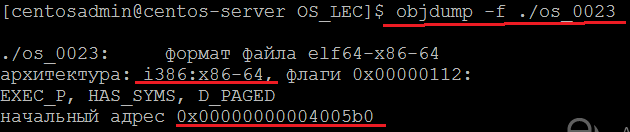 [centosadmin@centos-server OS_LEC]$ objdump -f ./os_0023
./os_0023:     формат файла elf64-x86-64
архитектура: i386:x86-64, флаги 0x00000112:
EXEC_P, HAS_SYMS, D_PAGED
начальный адрес 0x00000000004005b0